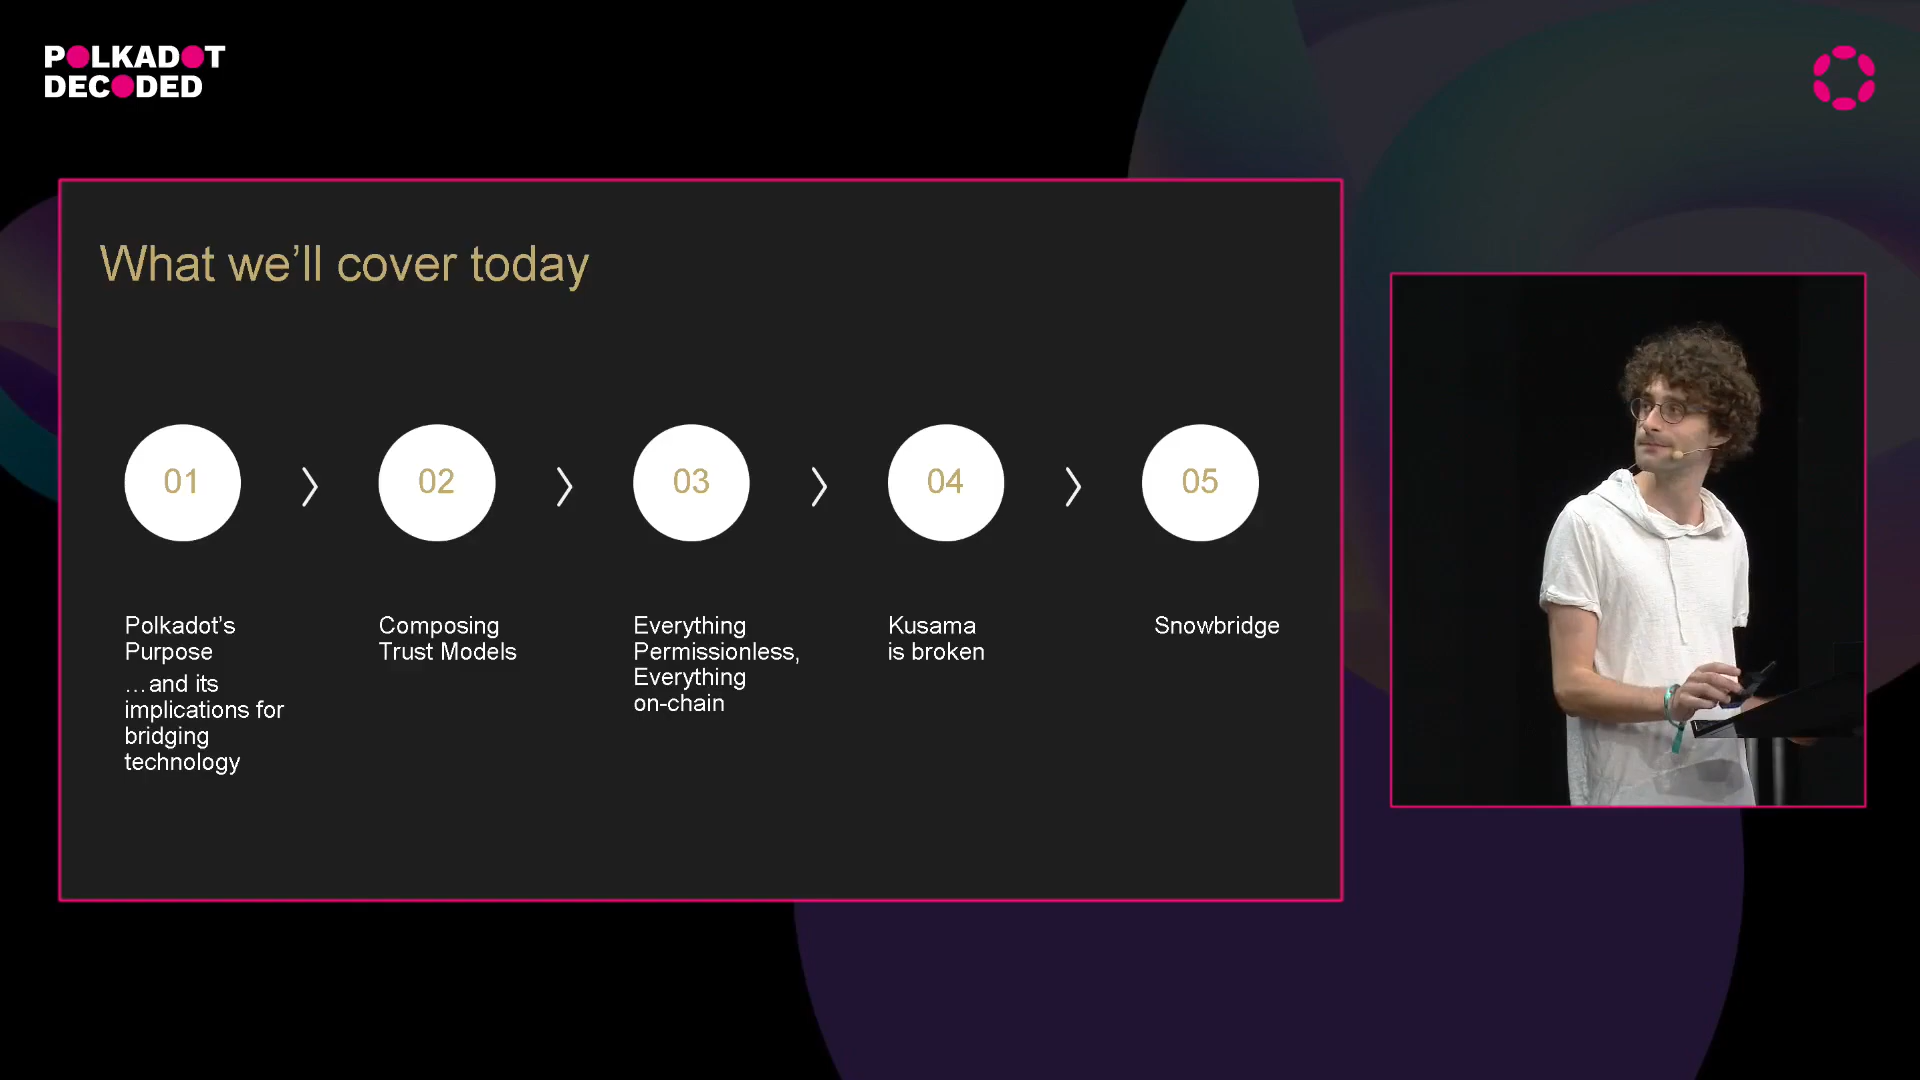 POLKADOT
DECODED
What we’ll cover today
01
02
03
04
05
Polkadot’s
Purpose
…and its
implications for
bridging
technology
Composing
Trust Models
Everything
Permissionless,
Everything
on-chain
Kusama
is broken
Snowbridge